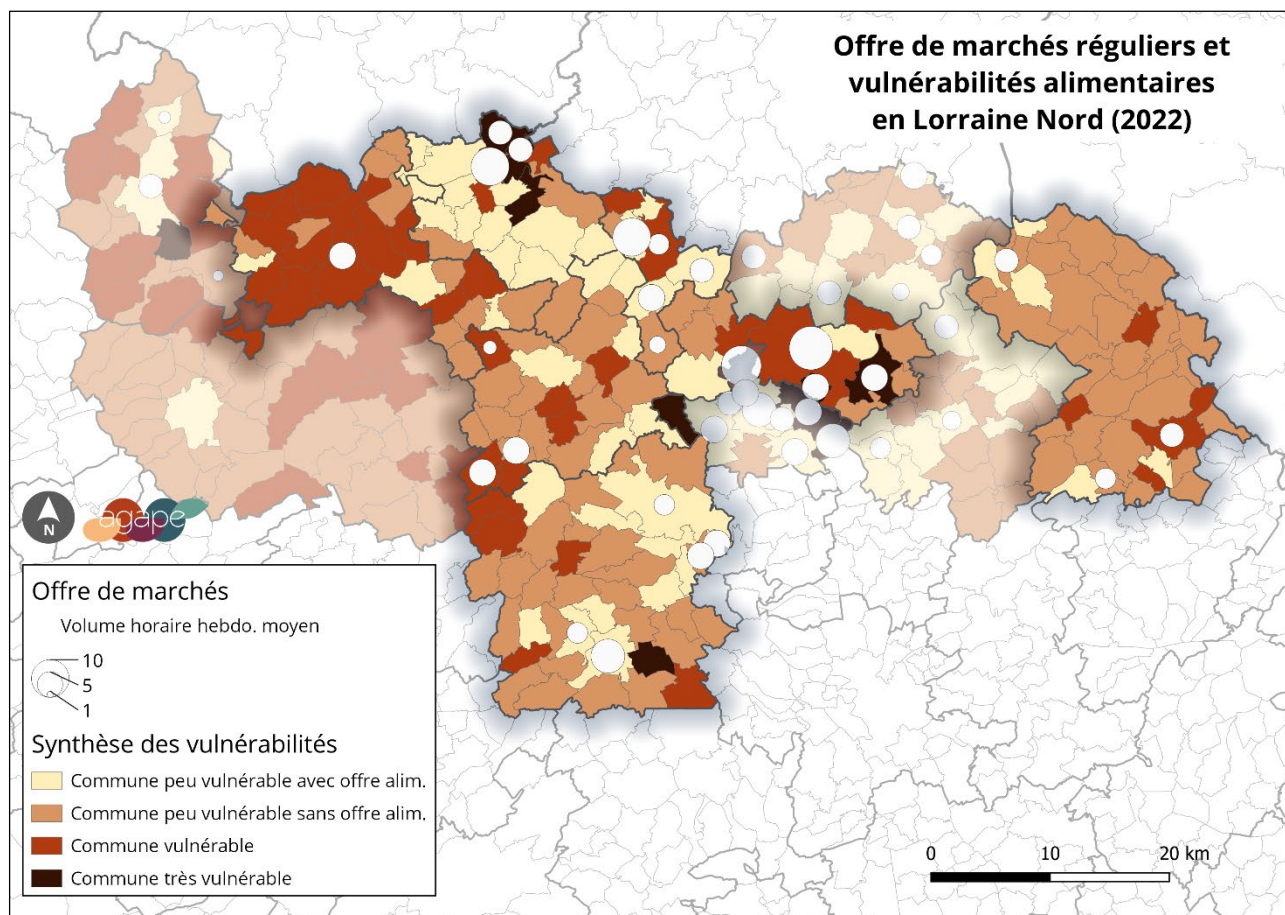 Offre de marchés réguliers et
vulnérabilités alimentaires
en Lorraine Nord (2022)
N
agape
Offre de marchés
Volume horaire hebdo. moyen
10
5
1
Synthèse des vulnérabilités
Commune peu vulnérable avec offre alim.
Commune peu vulnérable sans offre alim.
Commune vulnérable
Commune très vulnérable
0 10 20 km